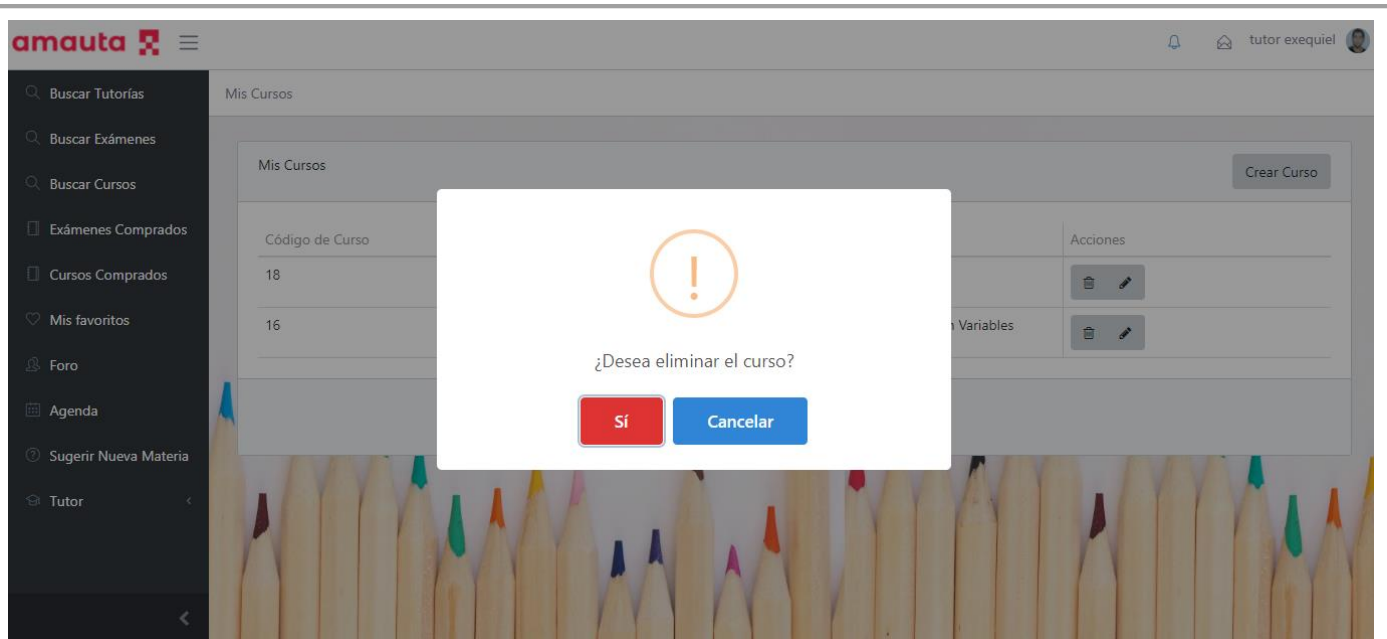 amauta
tutor exequiel
Buscar Tutorías
Mis Cursos
Buscar Exámenes
Mis Cursos
Crear Curso
Buscar Cursos
Exámenes Comprados
Código de Curso
Acciones
Cursos Comprados
18
Mis favoritos
16
Variables
¿Desea eliminar el curso?
Foro
Agenda
Sí
Cancelar
Sugerir Nueva Materia
Tutor